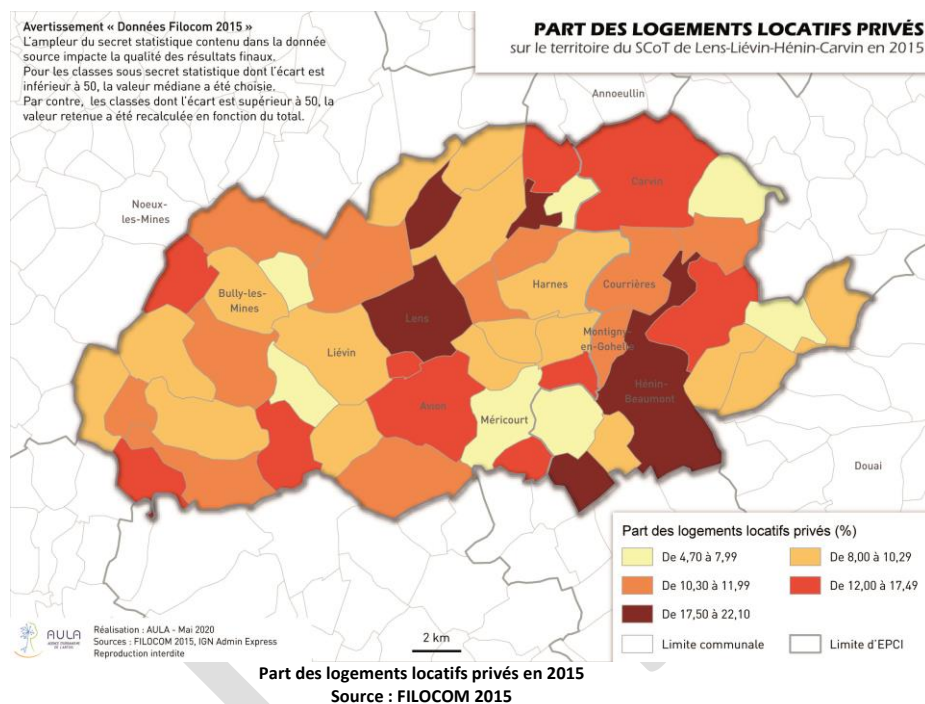 Avertissement « Données Filocom 2015 »
L'ampleur du secret statistique contenu dans la donnée
source impacte la qualité des résultats finaux.
Pour les classes sous secret statistique dont l'écart est
inférieur à 50, la valeur médiane a été choisie.
Par contre, les classes dont l'écart est supérieur à 50, la
valeur retenue a été recalculée en fonction du total.
PART DES LOGEMENTS LOCATIFS PRIVÉS
sur le territoire du SCoT de Lens-Liévin-Hénin-Carvin en 2015
Annoeullin
Carvin
Noeux-
les-Mines
Bully-les-
Mines
Harnes
Courrières
Lens
Montigny-
en-Gohelle
Liévin
Hénin-
Beaumont
Avion
Méricourt
Douai
Part des logements locatifs privés (%)
De 4,70 à 7,99
De 8,00 à 10,29
De 10,30 à 11,99
De 12,00 à 17,49
De 17,50 à 22,10
Limite communale
Limite d'EPCI
AULA
Réalisation : AULA - Mai 2020
Sources : FILOCOM 2015, IGN Admin Express
Reproduction interdite
2 km
Part des logements locatifs privés en 2015
Source : FILOCOM 2015